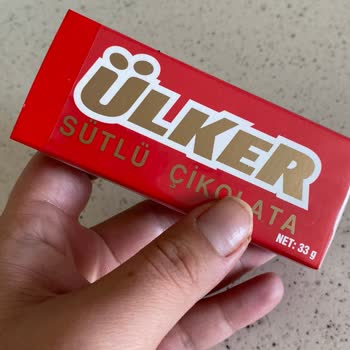 ÜLKER
SÜTLÜ ÇİKOLATA
NET: 33 g